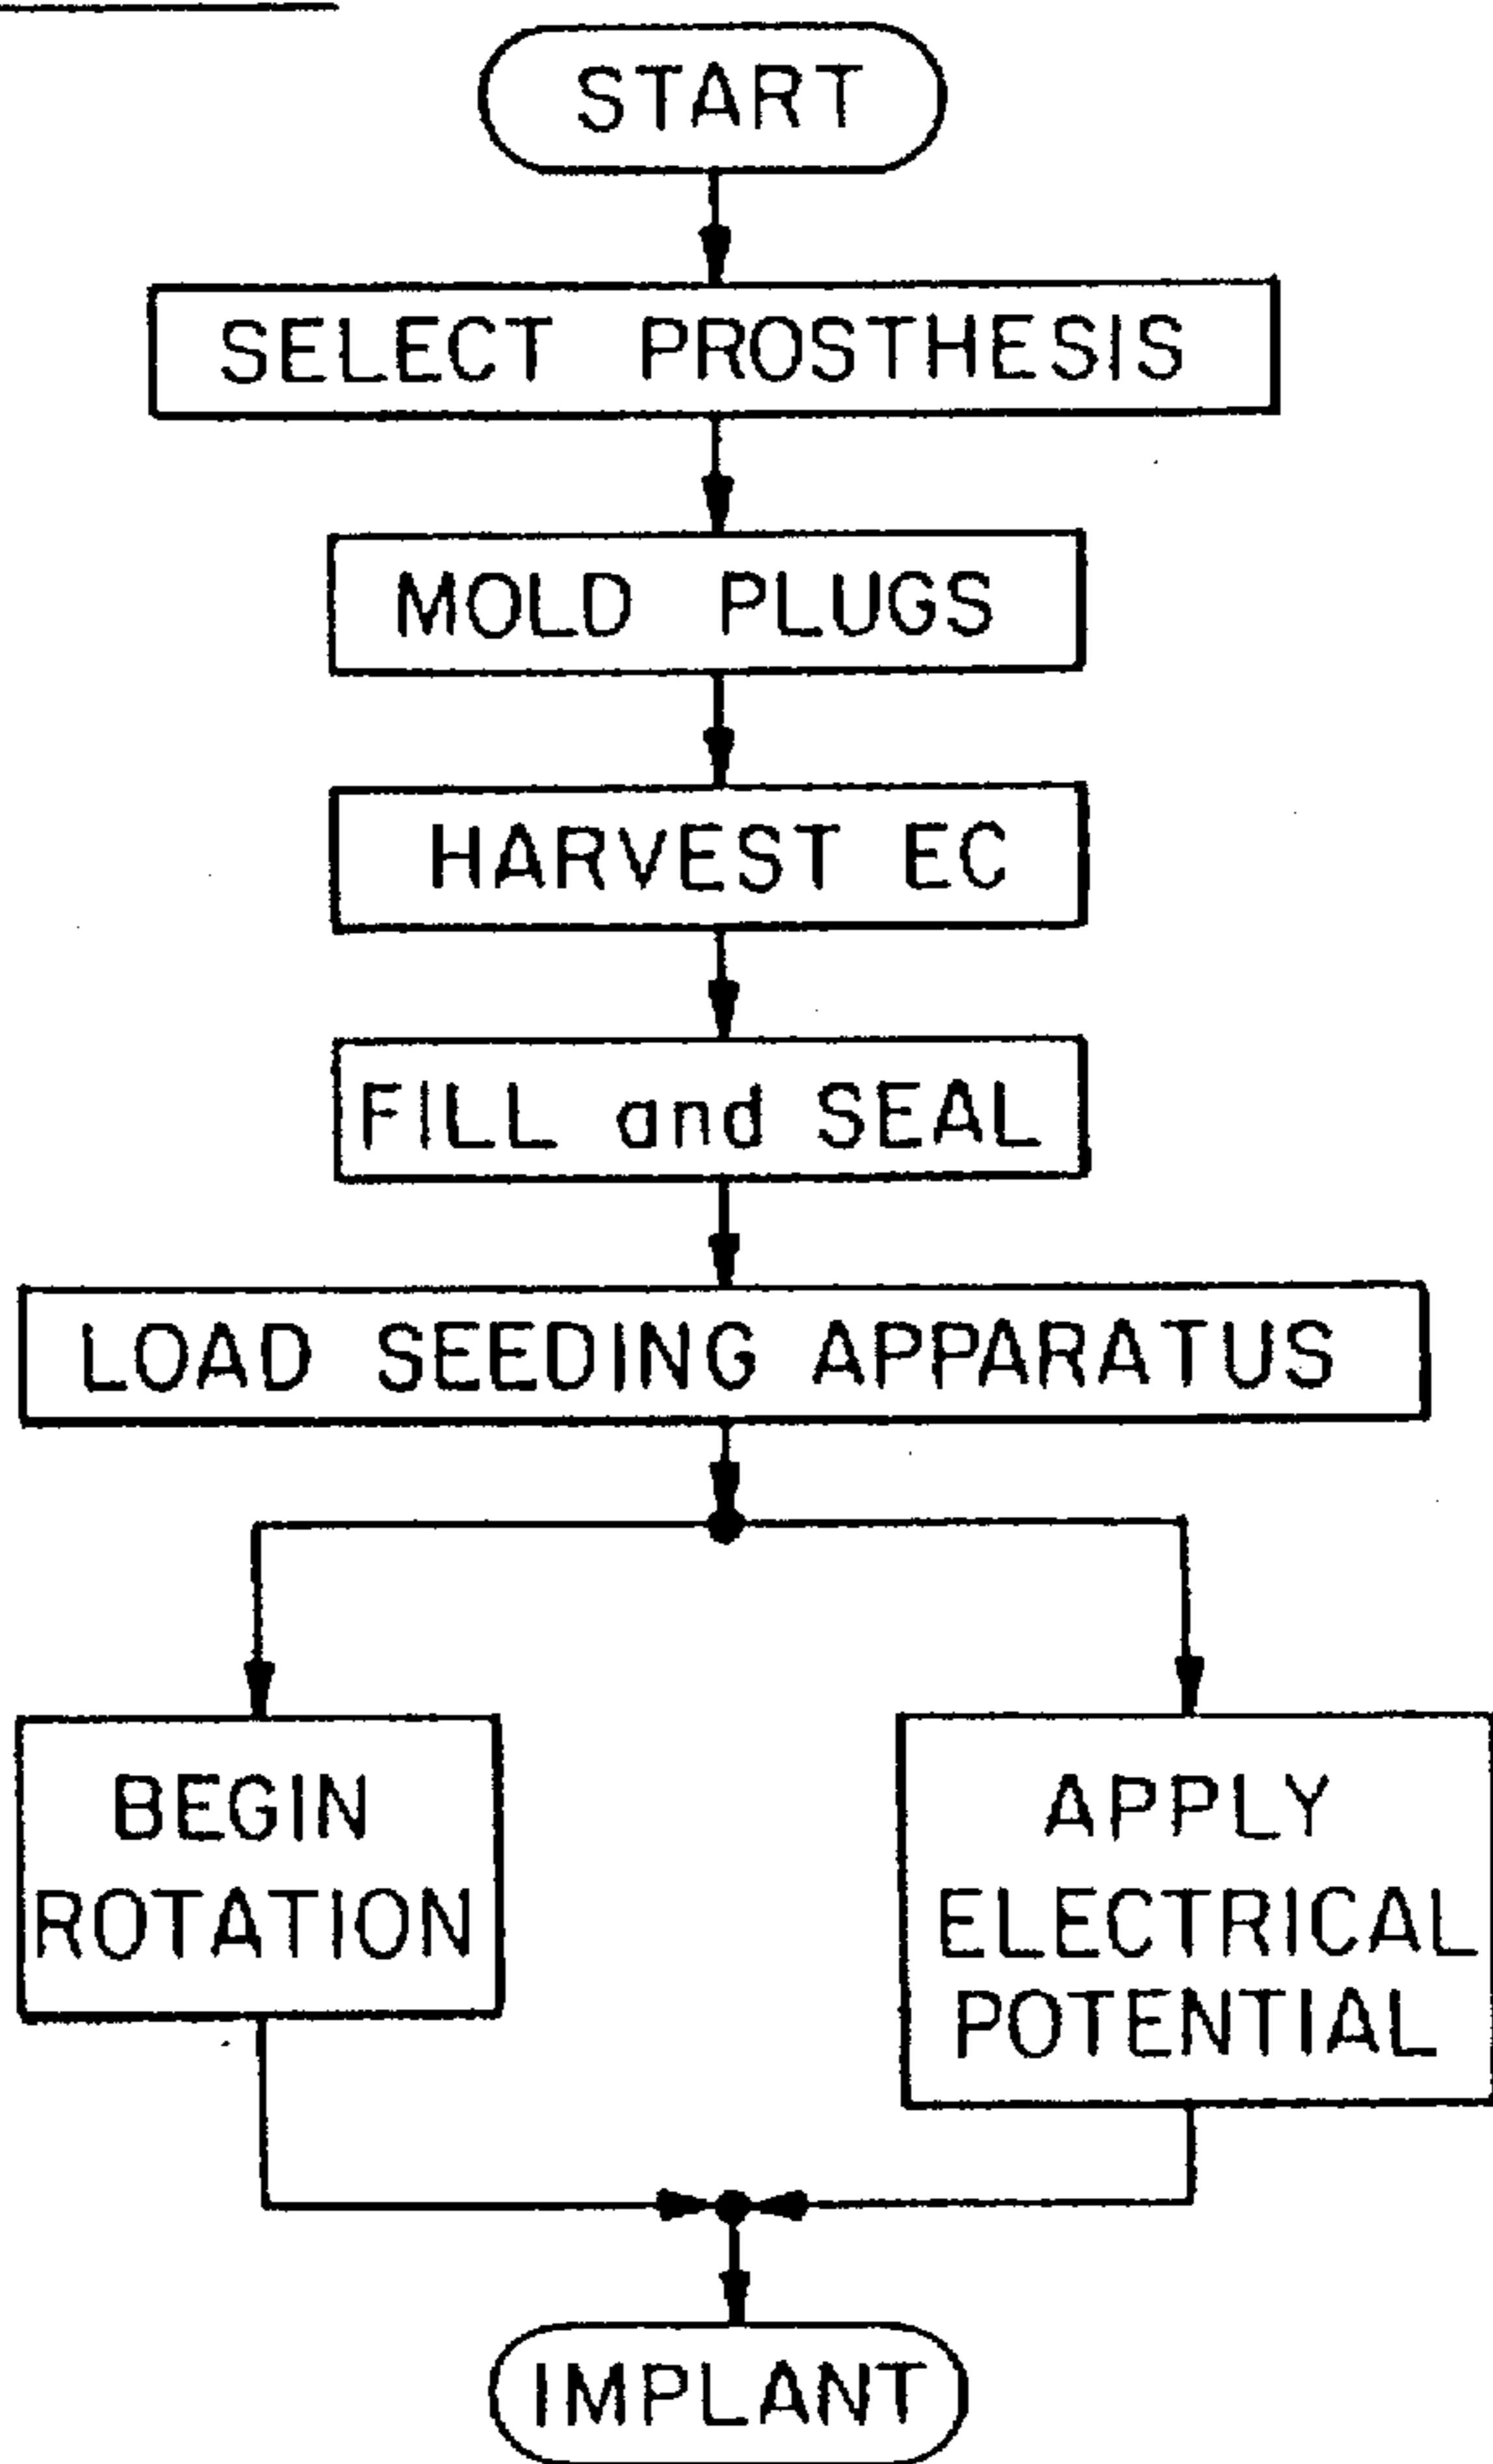 START
SELECT PROSTHESIS
MOLD PLUGS
HARVEST EC
FILL and SEAL
LOAD SEEDING APPARATUS
BEGIN
ROTATION
APPLY
ELECTRICAL
POTENTIAL
IMPLANT